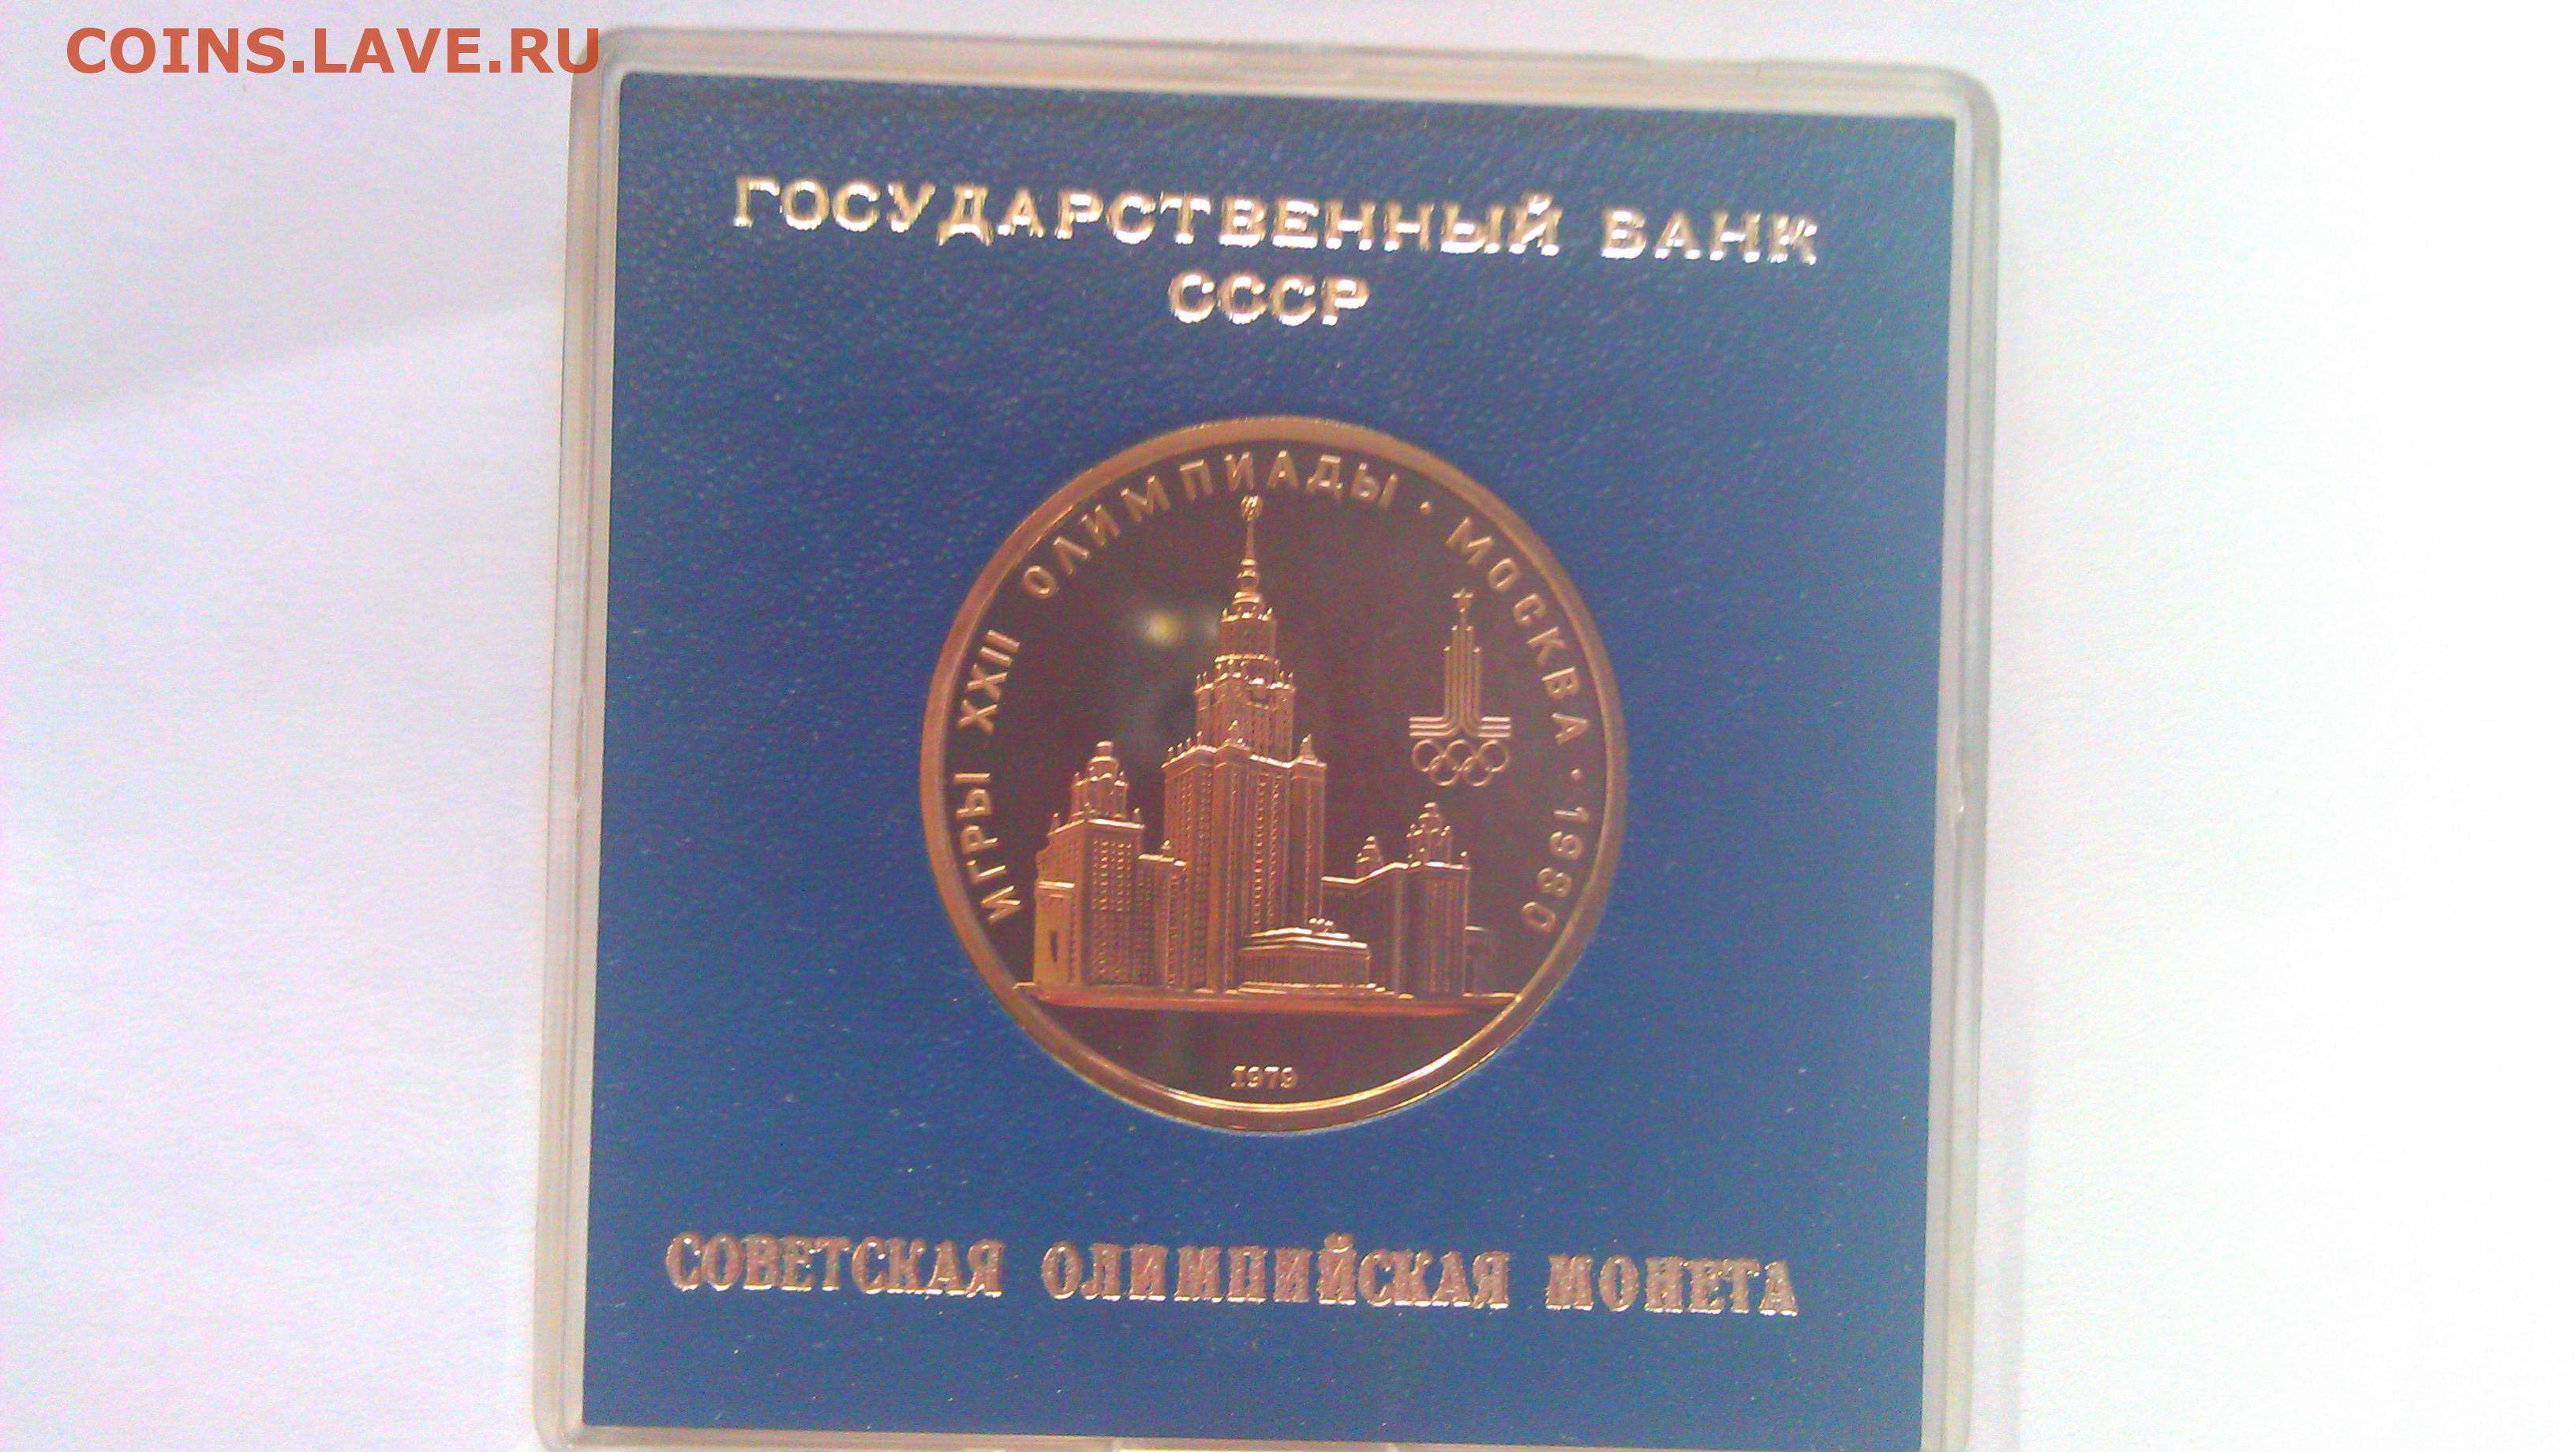 COINS.LAVE.RU
ГОСУДАРСТВЕННЫЙ БАНК
СССР
ИГРЫ XXII ОЛИМПИАДЫ · МОСКВА · 1980
1979
СОВЕТСКАЯ ОЛИМПИЙСКАЯ МОНЕТА